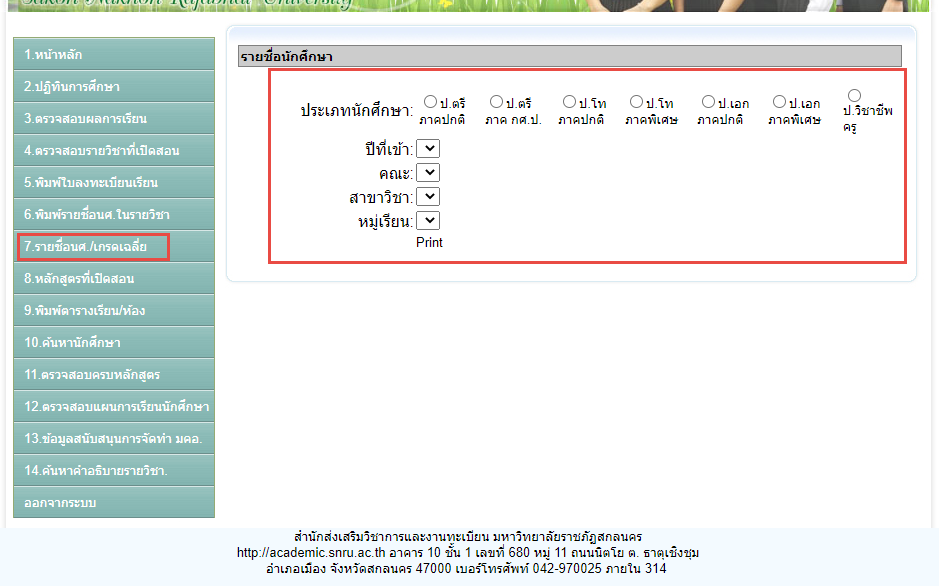 Sakon Nakhon Rajabhat University
1.หน้าหลัก
2.ปฏิทินการศึกษา
3.ตรวจสอบผลการเรียน
4.ตรวจสอบรายวิชาที่เปิดสอน
5.พิมพ์ใบลงทะเบียนเรียน
6.พิมพ์รายชื่อนศ.ในรายวิชา
7.รายชื่อนศ./เกรดเฉลี่ย
8.หลักสูตรที่เปิดสอน
9.พิมพ์ตารางเรียน/ห้อง
10.ค้นหานักศึกษา
11.ตรวจสอบครบหลักสูตร
12.ตรวจสอบแผนการเรียนนักศึกษา
13.ข้อมูลสนับสนุนการจัดทำ มคอ.
14.ค้นหาคำอธิบายรายวิชา.
ออกจากระบบ
รายชื่อนักศึกษา
ประเภทนักศึกษา:
ป.ตรี
ภาคปกติ
ป.ตรี
ภาค กศ.ป.
ป.โท
ภาคปกติ
ป.โท
ภาคพิเศษ
ป.เอก
ภาคปกติ
ป.เอก
ภาคพิเศษ
ป.วิชาชีพ
ครู
ปีที่เข้า:
คณะ:
สาขาวิชา:
หมู่เรียน:
Print
สำนักส่งเสริมวิชาการและงานทะเบียน มหาวิทยาลัยราชภัฏสกลนคร
http://academic.snru.ac.th อาคาร 10 ชั้น 1 เลขที่ 680 หมู่ 11 ถนนนิตโย ต. ธาตุเชิงชุม
อำเภอเมือง จังหวัดสกลนคร 47000 เบอร์โทรศัพท์ 042-970025 ภายใน 314